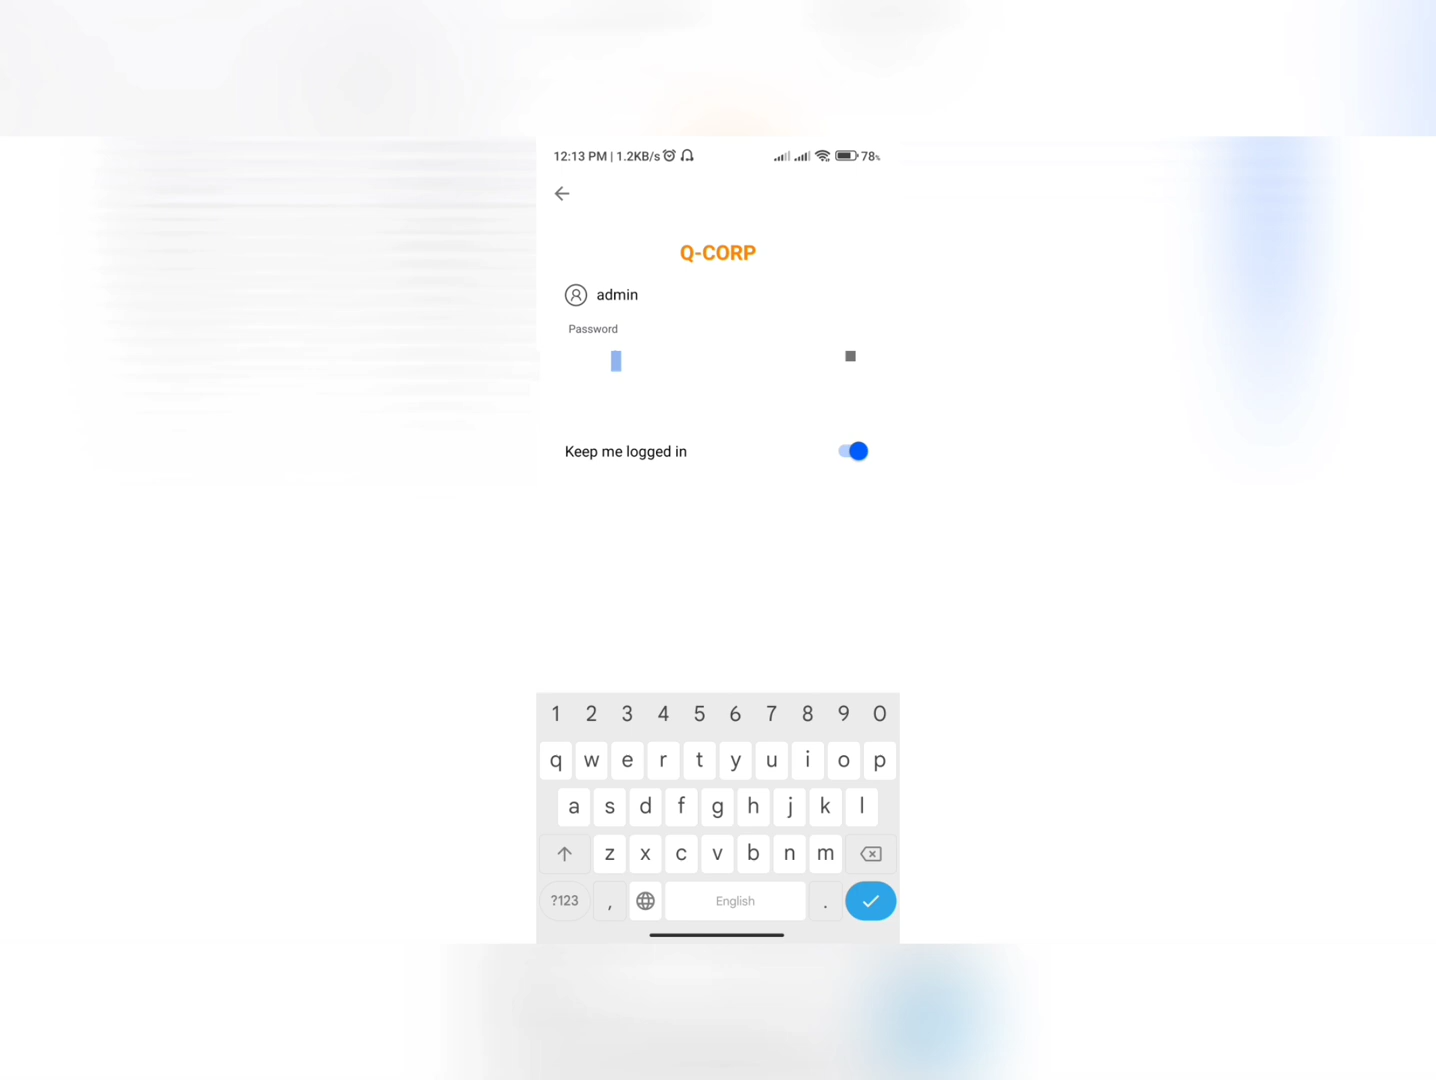 12:13 PM | 1.2KB/s 78%
Q-CORP
admin
Password
Keep me logged in
1 2 3 4 5 6 7 8 9 0
q w e r t y u i o p
a s d f g h j k l
z x c v b n m
?123 , English .